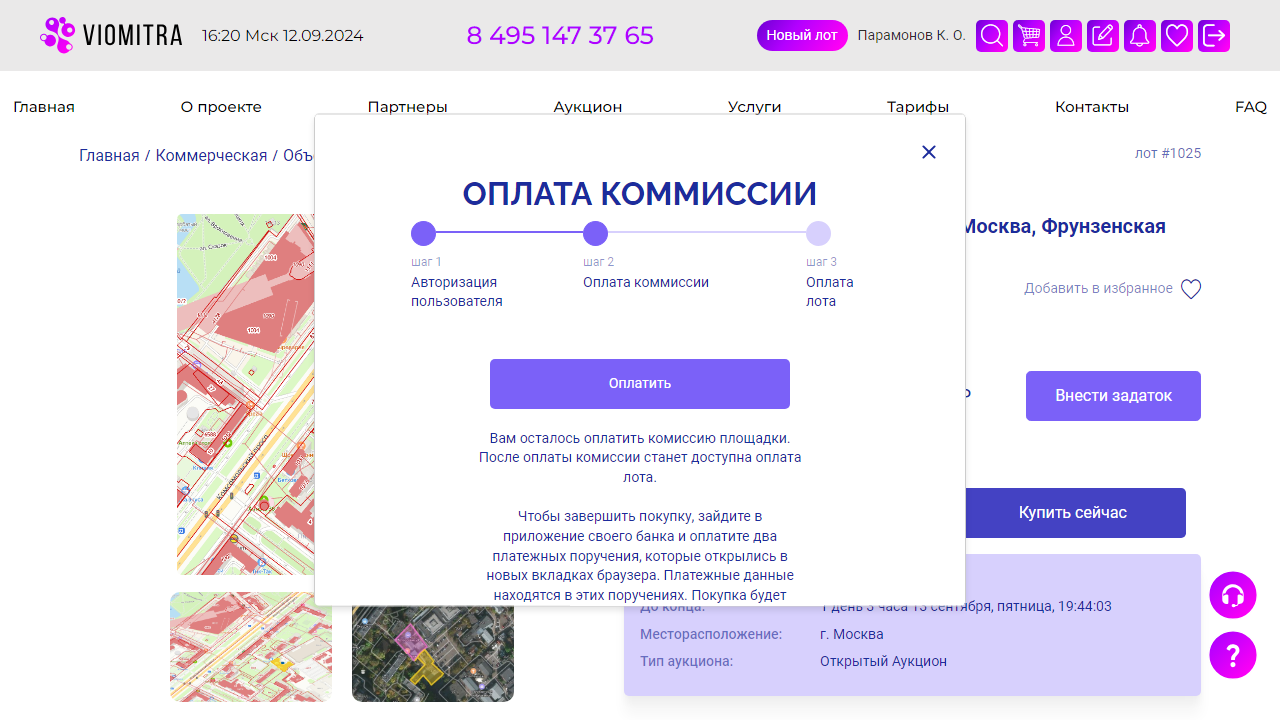 VIOMITRA
16:20 Мск 12.09.2024
8 495 147 37 65
Новый лот
Парамонов К. О.
Главная
О проекте
Партнеры
Аукцион
Услуги
Тарифы
Контакты
FAQ
Главная / Коммерческая /
лот #1025
ОПЛАТА КОММИССИИ
Москва, Фрунзенская
шаг 1
Авторизация
пользователя
шаг 2
Оплата коммиссии
шаг 3
Оплата
лота
Добавить в избранное
Оплатить
Внести задаток
Вам осталось оплатить комиссию площадки.
После оплаты комиссии станет доступна оплата
лота.
Купить сейчас
Чтобы завершить покупку, зайдите в
приложение своего банка и оплатите два
платежных поручения, которые открылись в
новых вкладках браузера. Платежные данные
находятся в этих поручениях. Покупка будет
До конца:
1 день 3 часа 13 сентября, пятница, 19:44:03
Месторасположение:
г. Москва
Тип аукциона:
Открытый Аукцион